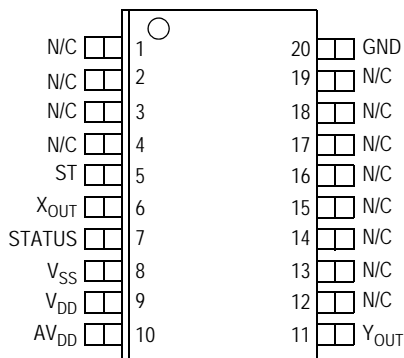 N/C 1 20 GND
N/C 2 19 N/C
N/C 3 18 N/C
N/C 4 17 N/C
ST 5 16 N/C
XOUT 6 15 N/C
STATUS 7 14 N/C
VSS 8 13 N/C
VDD 9 12 N/C
AVDD 10 11 YOUT